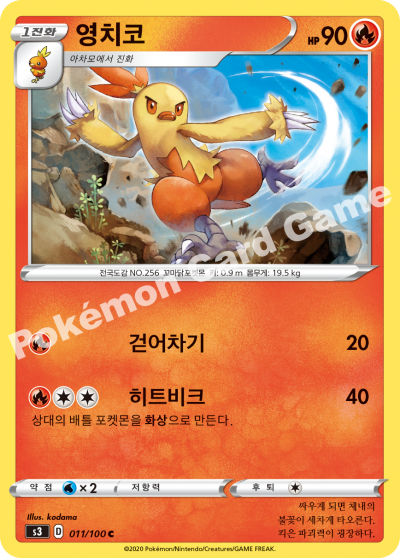 1진화
영치코
HP 90
아차모에서 진화
전국도감 NO.256 꼬마닭포켓몬 키: 0.9 m 몸무게: 19.5 kg
Pokémon Card Game
걷어차기 20
히트비크 40
상대의 배틀 포켓몬을 화상으로 만든다.
약점 ×2 저항력 후퇴
Illus. kodama
싸우게 되면 체내의
불꽃이 세차게 타오른다.
킥은 파괴력이 굉장하다.
s3 D 011/100 C
©2020 Pokémon/Nintendo/Creatures/GAME FREAK.